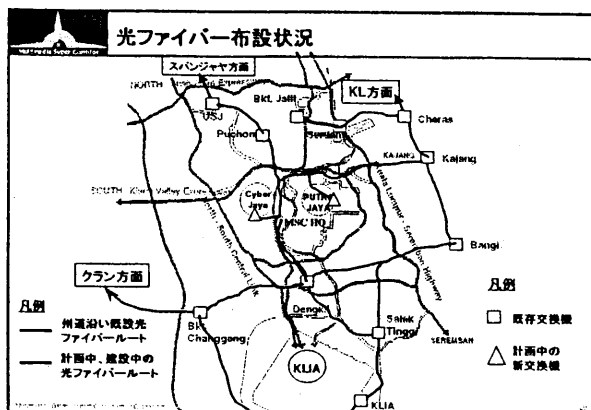 Multimedia Super Corridor
光ファイバー布設状況
スバンジャヤ方面
NORTH
Bkt. Jalil
KL方面
USJ
Cheras
Puchong
KAJANG
Kajang
SOUTH
Cyber
Jaya
PUTRA
JAYA
MSC HQ
Bangi
クラン方面
凡例
州道沿い既設光
ファイバールート
計画中、建設中の
光ファイバールート
Dengkil
Salak
Tinggi
SEREMBAN
KLIA
KLIA
凡例
既存交換機
計画中の
新交換機